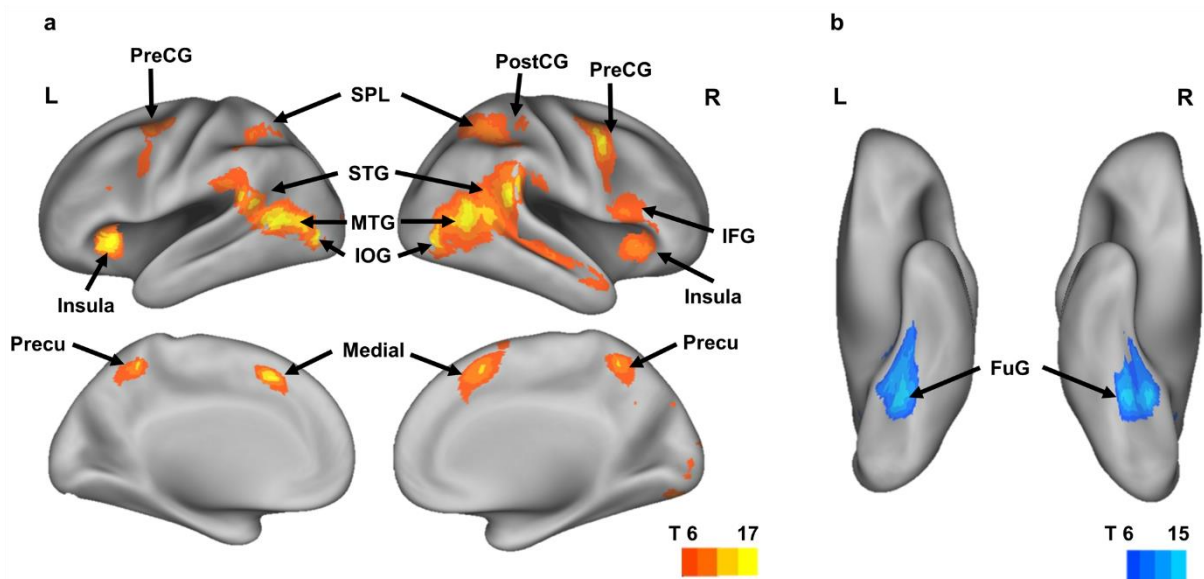 a
b
PreCG
PostCG
PreCG
L
SPL
R
L
R
STG
MTG
IFG
IOG
Insula
Insula
Precu
Medial
Precu
FuG
T 6 17
T 6 15